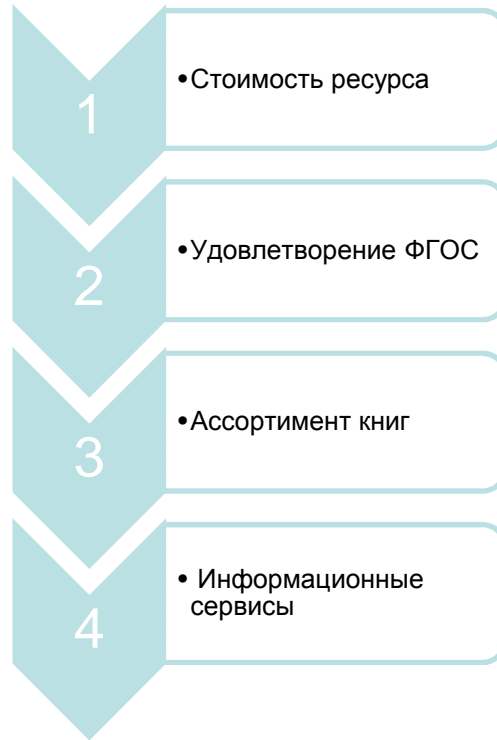 1
•Стоимость ресурса
2
•Удовлетворение ФГОС
3
•Ассортимент книг
4
• Информационные
сервисы